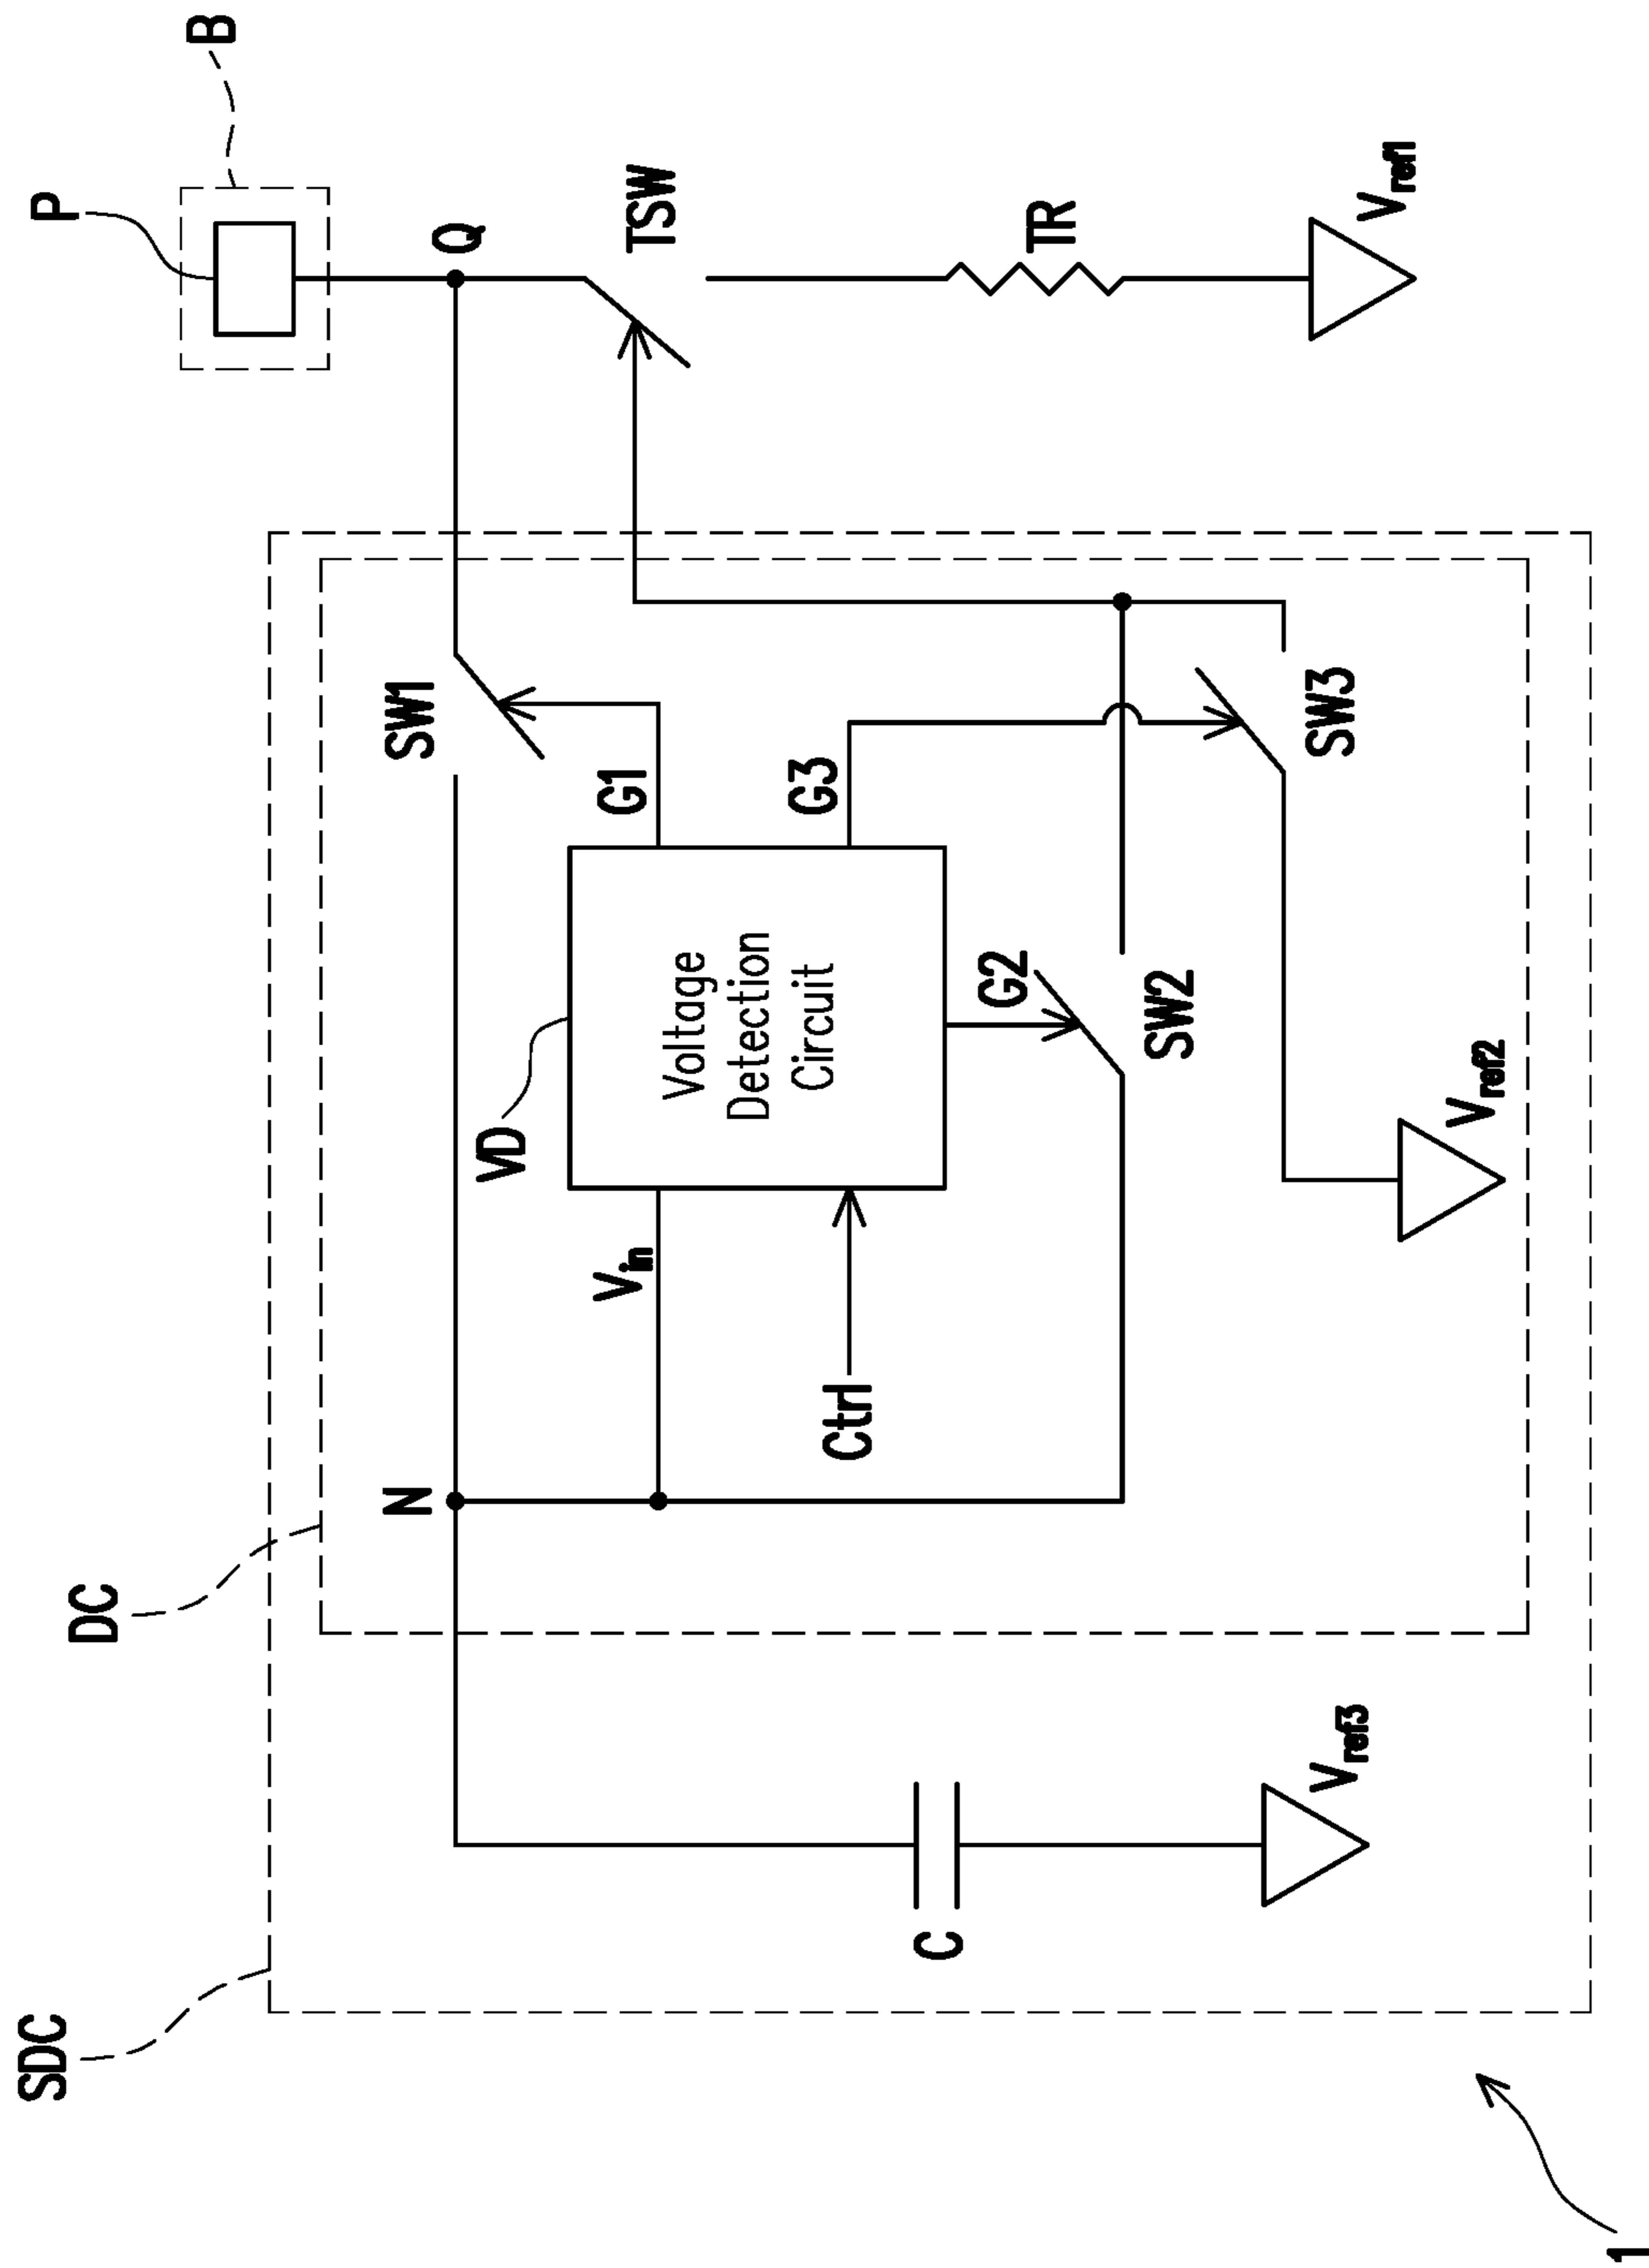 P
B
Q
TSW
TR
Vref1
SW1
G1
G3
SW3
Voltage
Detection
Circuit
VD
G2
SW2
Vin
Ctrl
Vref2
N
DC
C
Vref3
SDC
1